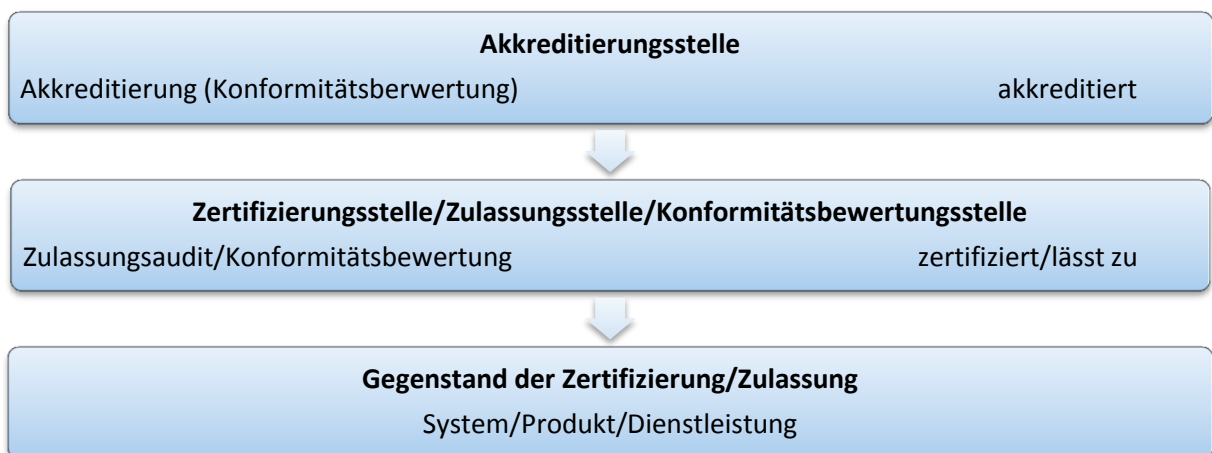 Akkreditierungsstelle
Akkreditierung (Konformitätsberwertung) akkreditiert
Zertifizierungsstelle/Zulassungsstelle/Konformitätsbewertungsstelle
Zulassungsaudit/Konformitätsbewertung zertifiziert/lässt zu
Gegenstand der Zertifizierung/Zulassung
System/Produkt/Dienstleistung